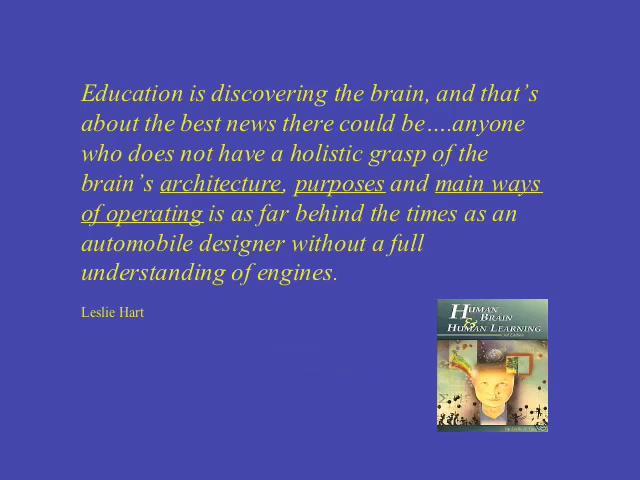 Education is discovering the brain, and that’s
about the best news there could be….anyone
who does not have a holistic grasp of the
brain’s architecture, purposes and main ways
of operating is as far behind the times as an
automobile designer without a full
understanding of engines.
Leslie Hart
HUMAN
BRAIN
&
HUMAN LEARNING